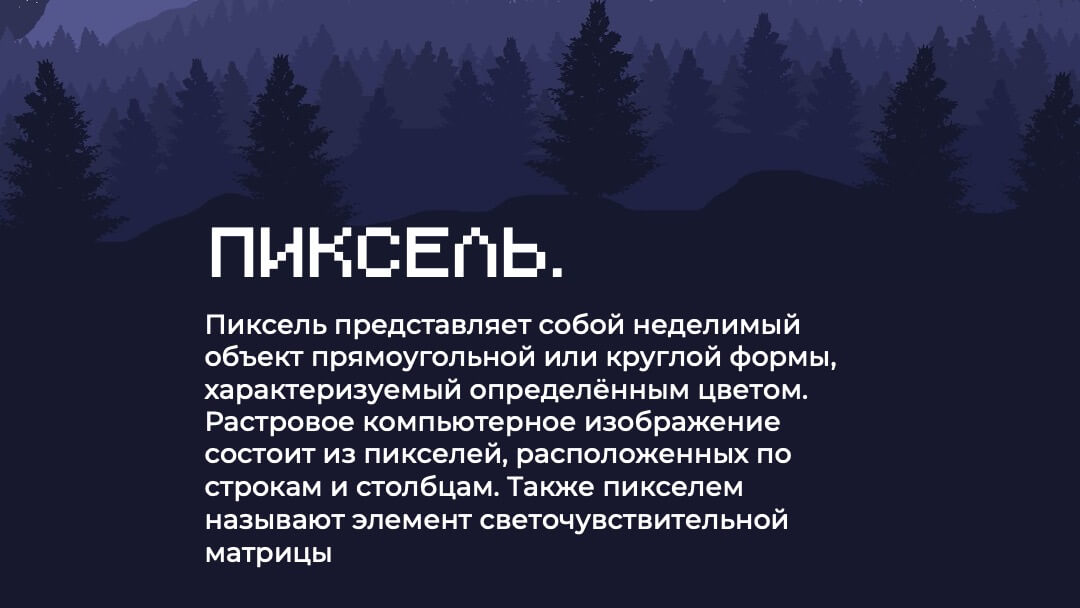 ПИКСЕЛЬ.
Пиксель представляет собой неделимый
объект прямоугольной или круглой формы,
характеризуемый определённым цветом.
Растровое компьютерное изображение
состоит из пикселей, расположенных по
строкам и столбцам. Также пикселем
называют элемент светочувствительной
матрицы